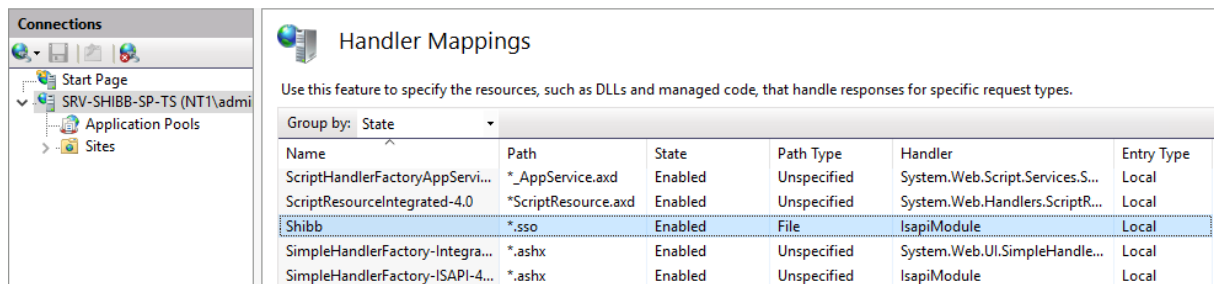 Connections
Start Page
SRV-SHIBB-SP-TS (NT1\admi
Application Pools
Sites
Handler Mappings
Use this feature to specify the resources, such as DLLs and managed code, that handle responses for specific request types.
Group by: State
Name Path State Path Type Handler Entry Type
ScriptHandlerFactoryAppServi... *_AppService.axd Enabled Unspecified System.Web.Script.Services.S... Local
ScriptResourceIntegrated-4.0 *ScriptResource.axd Enabled Unspecified System.Web.Handlers.ScriptR... Local
Shibb *.sso Enabled File IsapiModule Local
SimpleHandlerFactory-Integra... *.ashx Enabled Unspecified System.Web.UI.SimpleHandle... Local
SimpleHandlerFactory-ISAPI-4... *.ashx Enabled Unspecified IsapiModule Local